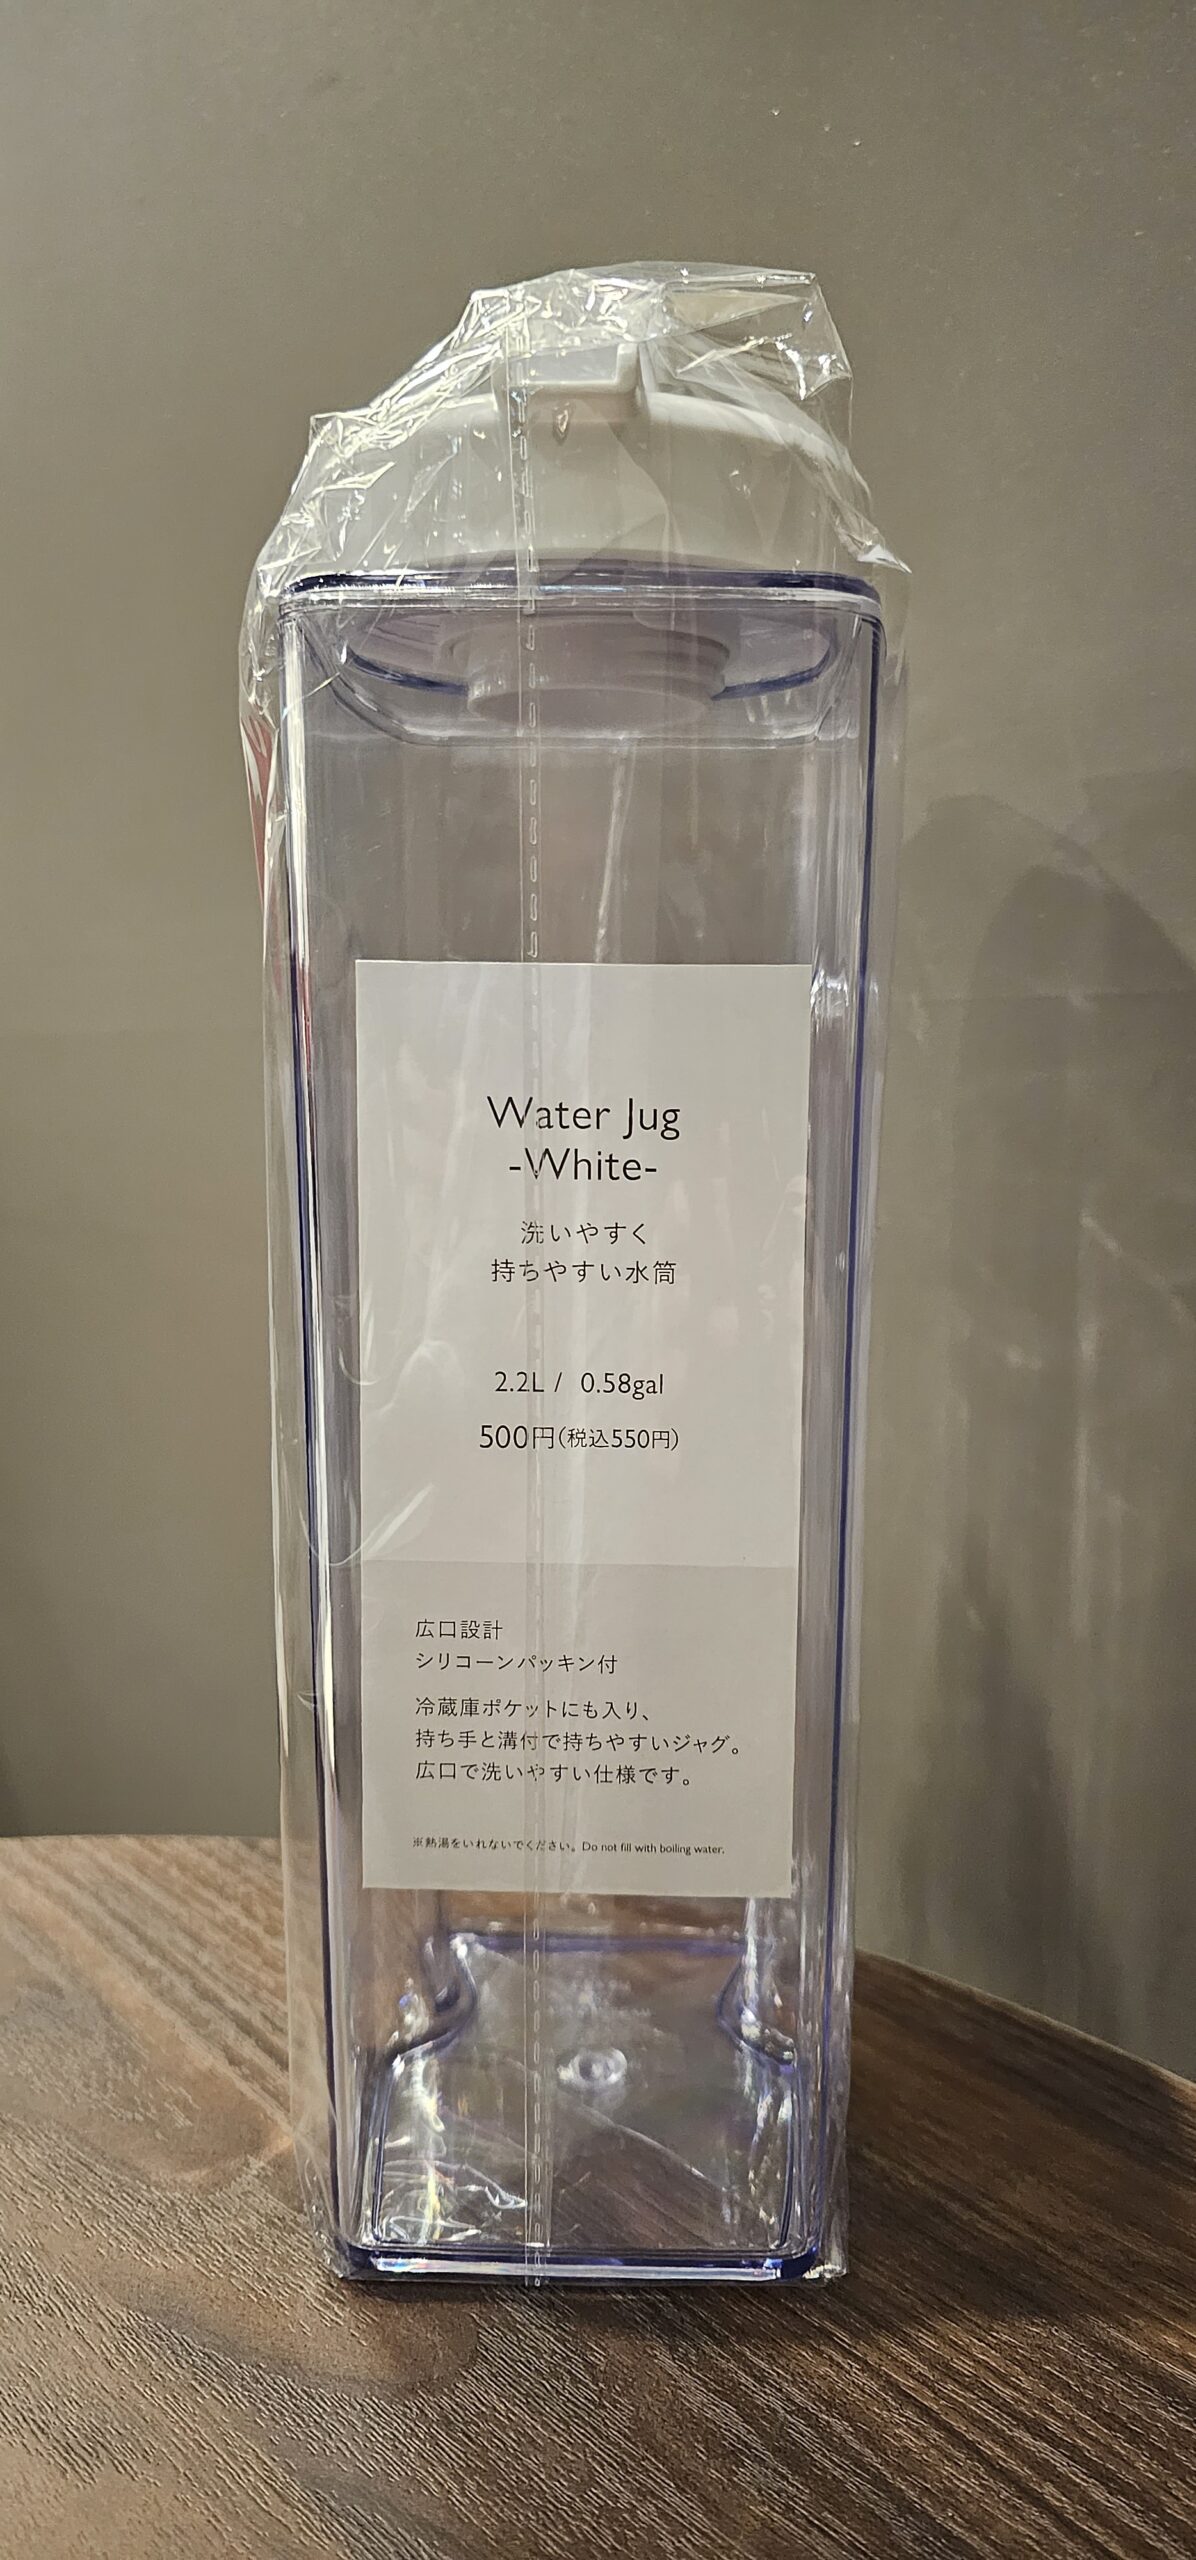 Water Jug
-White-
洗いやすく
持ちやすい水筒
2.2L / 0.58gal
500円(税込550円)
広口設計
シリコーンパッキン付
冷蔵庫ポケットにも入り、
持ち手と溝付で持ちやすいジャグ。
広口で洗いやすい仕様です。
※熱湯をいれないでください。Do not fill with boiling water.